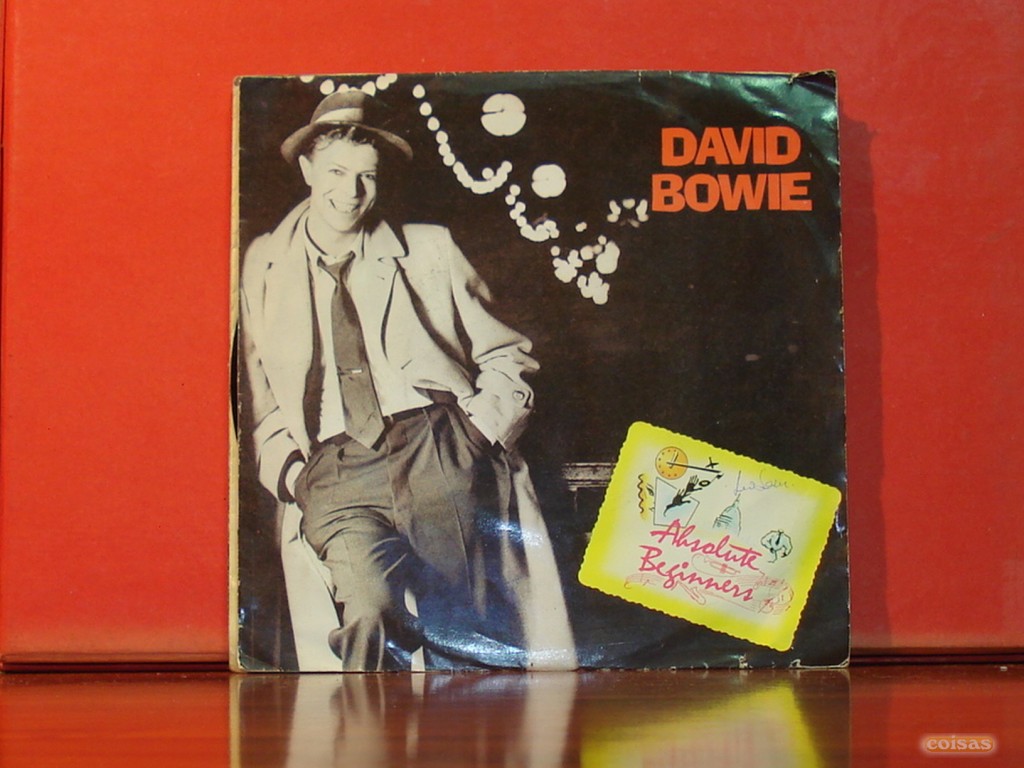 DAVID
BOWIE
Absolute
Beginners
coisas